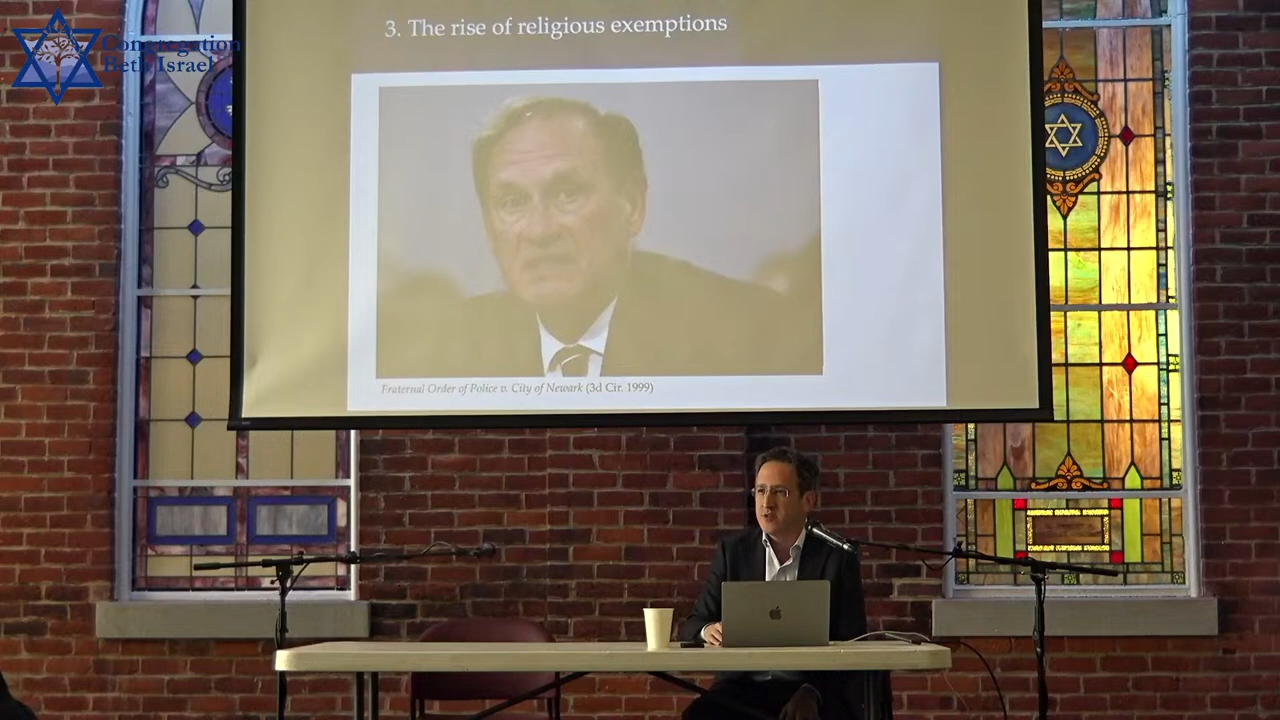 Congregation
Beth Israel
3. The rise of religious exemptions
Fraternal Order of Police v. City of Newark (3d Cir. 1999)